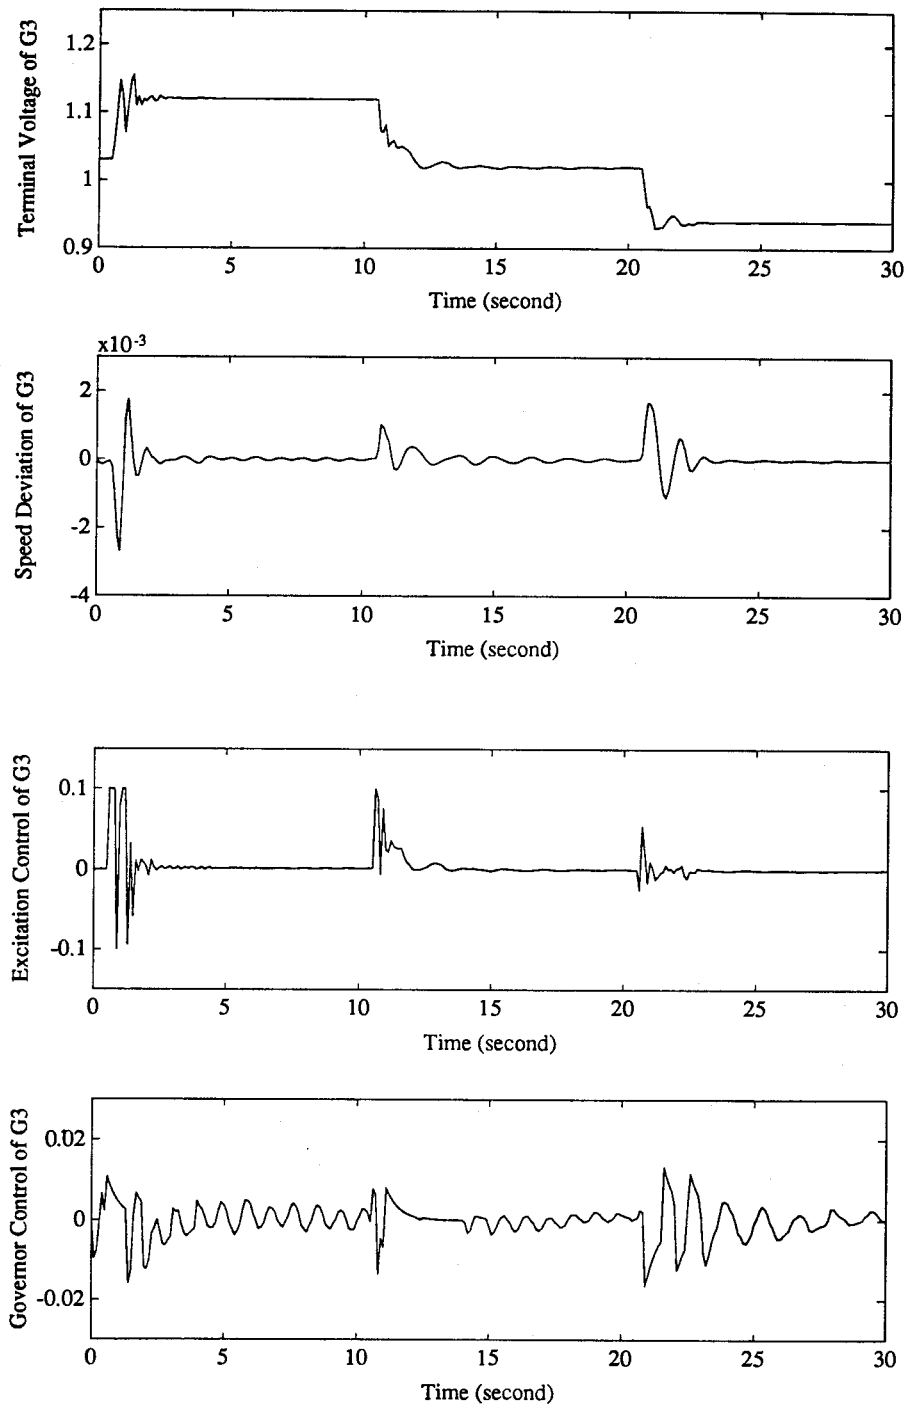 Terminal Voltage of G3
1.2
1.1
1
0.9
0 5 10 15 20 25 30
Time (second)
x10-3
Speed Deviation of G3
2
0
-2
-4
0 5 10 15 20 25 30
Time (second)
Excitation Control of G3
0.1
0
-0.1
0 5 10 15 20 25 30
Time (second)
Governor Control of G3
0.02
0
-0.02
0 5 10 15 20 25 30
Time (second)